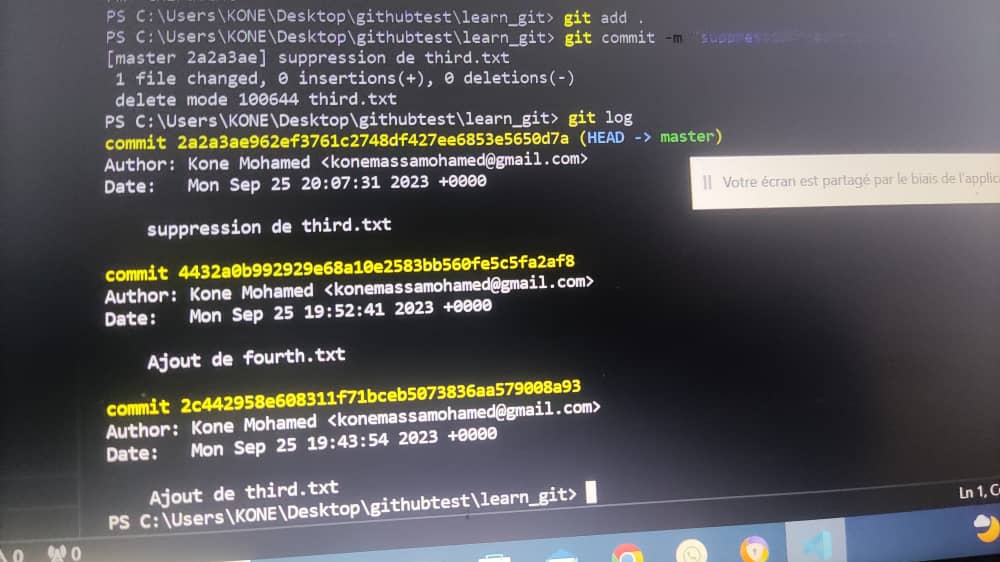 PS C:\Users\KONE\Desktop\githubtest\learn_git> git add .
PS C:\Users\KONE\Desktop\githubtest\learn_git> git commit -m "suppression
[master 2a2a3ae] suppression de third.txt
1 file changed, 0 insertions(+), 0 deletions(-)
delete mode 100644 third.txt
PS C:\Users\KONE\Desktop\githubtest\learn_git> git log
commit 2a2a3ae962ef3761c2748df427ee6853e5650d7a (HEAD -> master)
Author: Kone Mohamed <konemassamohamed@gmail.com>
Date:   Mon Sep 25 20:07:31 2023 +0000
Votre écran est partagé par le biais de l'applic
suppression de third.txt
commit 4432a0b992929e68a10e2583bb560fe5c5fa2af8
Author: Kone Mohamed <konemassamohamed@gmail.com>
Date:   Mon Sep 25 19:52:41 2023 +0000
Ajout de fourth.txt
commit 2c442958e608311f71bceb5073836aa579008a93
Author: Kone Mohamed <konemassamohamed@gmail.com>
Date:   Mon Sep 25 19:43:54 2023 +0000
Ajout de third.txt
PS C:\Users\KONE\Desktop\githubtest\learn_git>
Ln 1, C
0 0